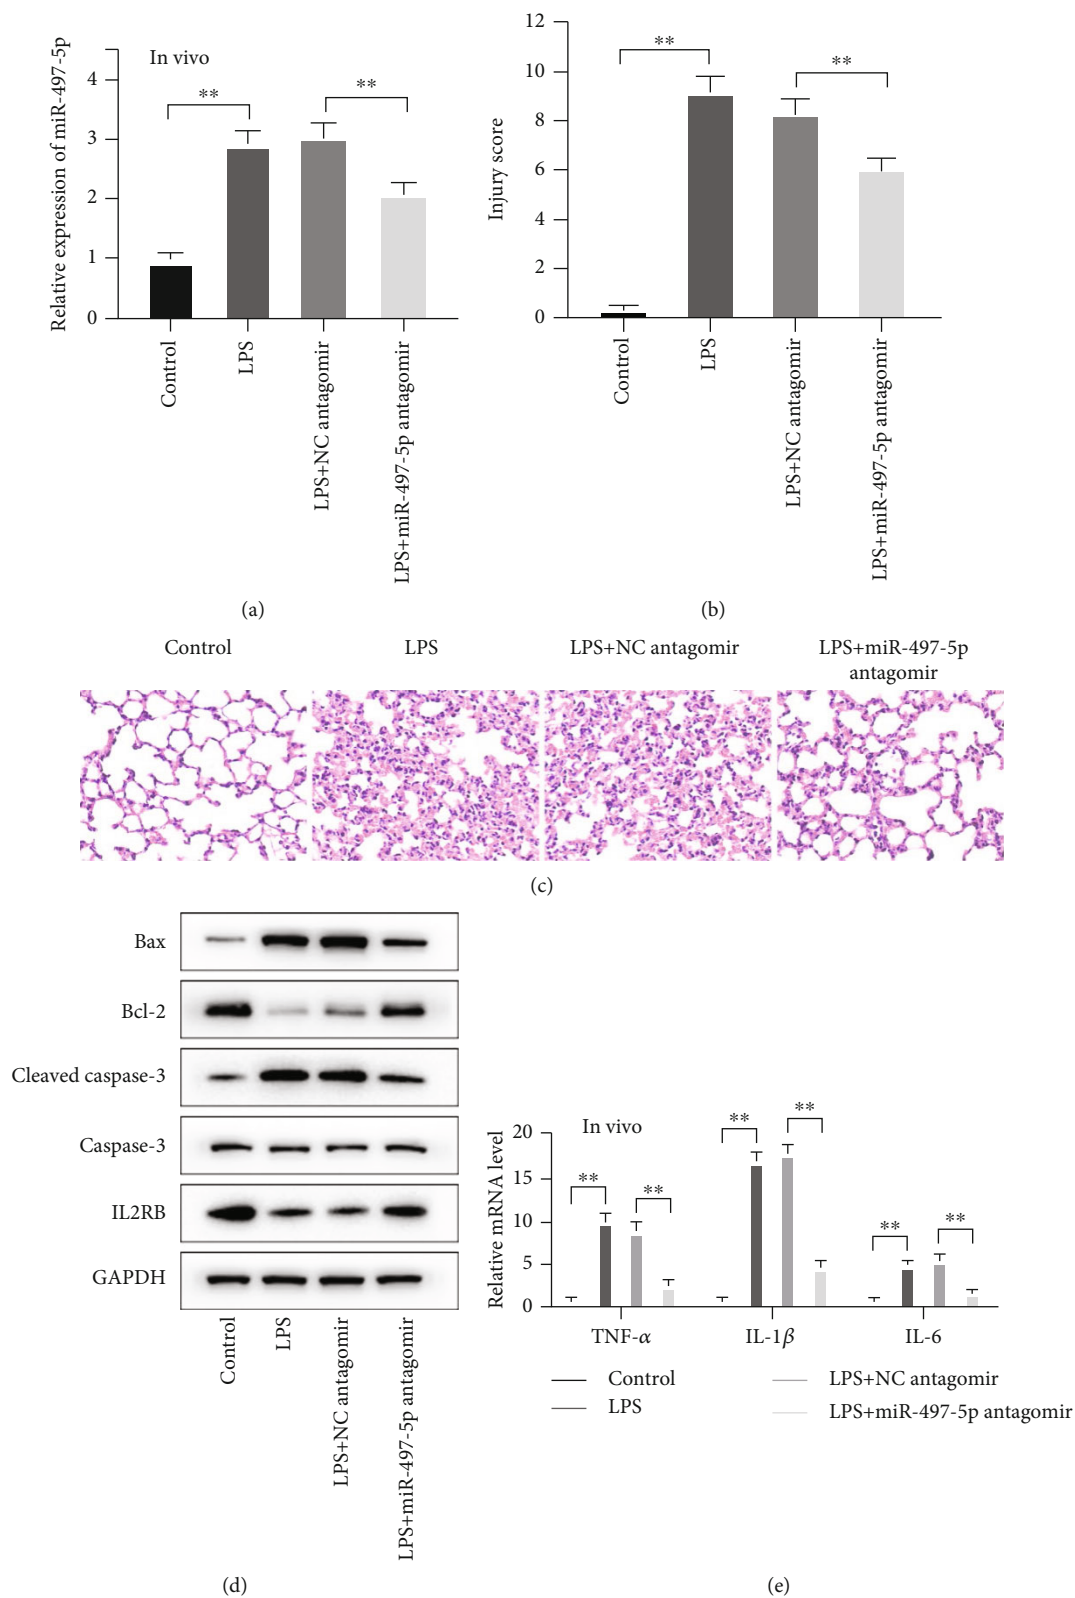 In vivo
**
**
Relative expression of miR-497-5p
4
3
2
1
0
Control
LPS
LPS+NC antagomir
LPS+miR-497-5p antagomir
(a)
**
**
Injury score
12
10
8
6
4
2
0
Control
LPS
LPS+NC antagomir
LPS+miR-497-5p antagomir
(b)
Control
LPS
LPS+NC antagomir
LPS+miR-497-5p
antagomir
(c)
Bax
Bcl-2
Cleaved caspase-3
Caspase-3
IL2RB
GAPDH
Control
LPS
LPS+NC antagomir
LPS+miR-497-5p antagomir
(d)
In vivo
**
**
**
**
**
**
Relative mRNA level
20
15
10
5
0
TNF-α
IL-1β
IL-6
Control
LPS
LPS+NC antagomir
LPS+miR-497-5p antagomir
(e)